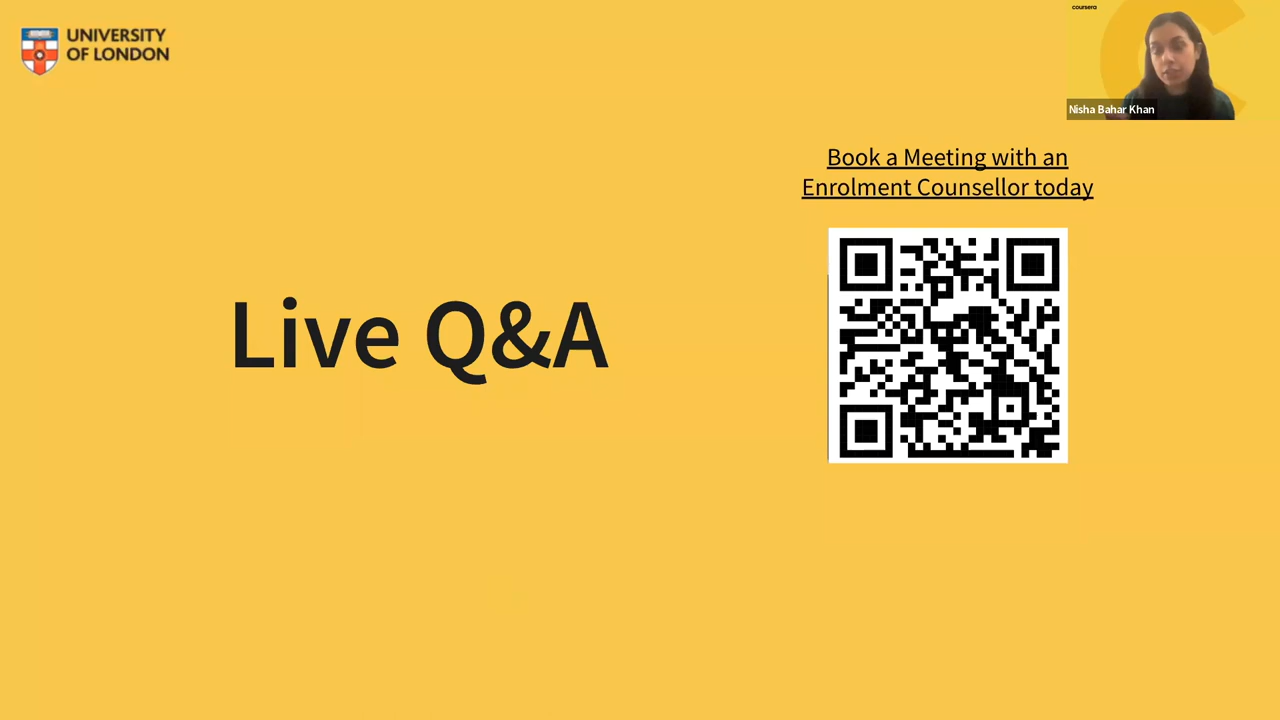 UNIVERSITY
OF LONDON
coursera
Nisha Bahar Khan
Book a Meeting with an
Enrolment Counsellor today
Live Q&A